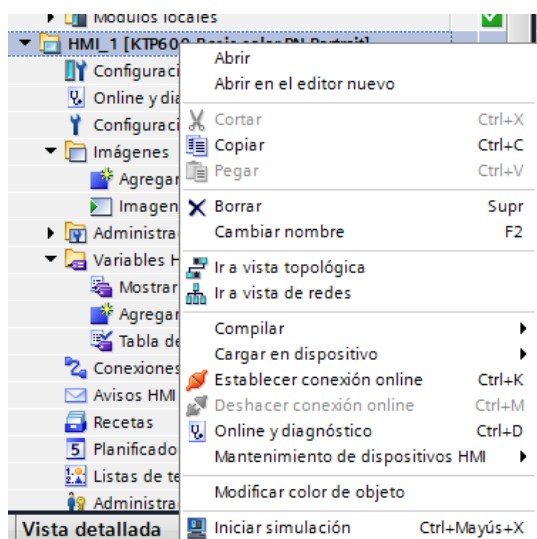 Módulos locales
HMI_1 [KTP600 Basic color PN Portrait]
Abrir
Configuraci
Abrir en el editor nuevo
Online y dia
Configuraci
Cortar Ctrl+X
Imágenes
Copiar Ctrl+C
Agregar
Pegar Ctrl+V
Imagen
Borrar Supr
Administra
Cambiar nombre F2
Variables H
Ir a vista topológica
Mostrar
Ir a vista de redes
Agregar
Compilar
Tabla de
Cargar en dispositivo
Conexiones
Establecer conexión online Ctrl+K
Avisos HMI
Deshacer conexión online Ctrl+M
Recetas
Online y diagnóstico Ctrl+D
Planificado
Mantenimiento de dispositivos HMI
Listas de te
Modificar color de objeto
Administra
Vista detallada
Iniciar simulación Ctrl+Mayús+X